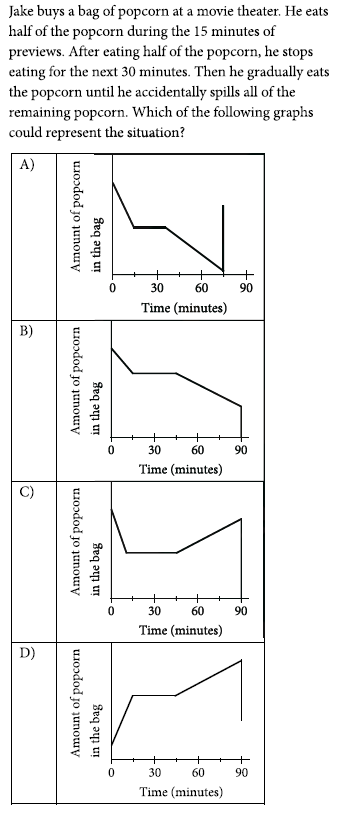 Jake buys a bag of popcorn at a movie theater. He eats
half of the popcorn during the 15 minutes of
previews. After eating half of the popcorn, he stops
eating for the next 30 minutes. Then he gradually eats
the popcorn until he accidentally spills all of the
remaining popcorn. Which of the following graphs
could represent the situation?
A)
Amount of popcorn
in the bag
0 30 60 90
Time (minutes)
B)
Amount of popcorn
in the bag
0 30 60 90
Time (minutes)
C)
Amount of popcorn
in the bag
0 30 60 90
Time (minutes)
D)
Amount of popcorn
in the bag
0 30 60 90
Time (minutes)